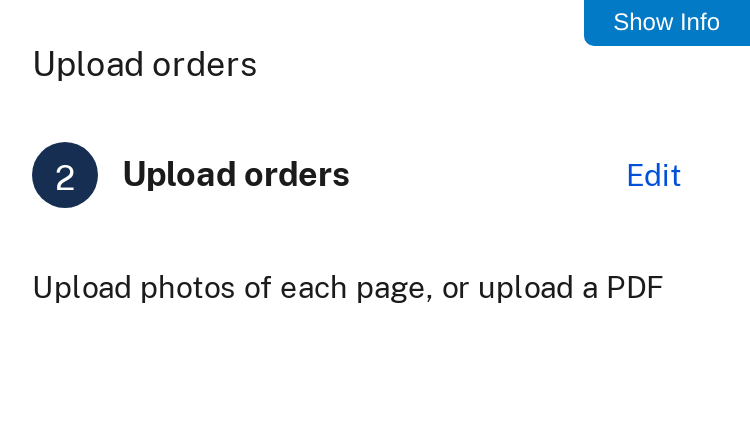 Show Info
Upload orders
2 Upload orders Edit
Upload photos of each page, or upload a PDF